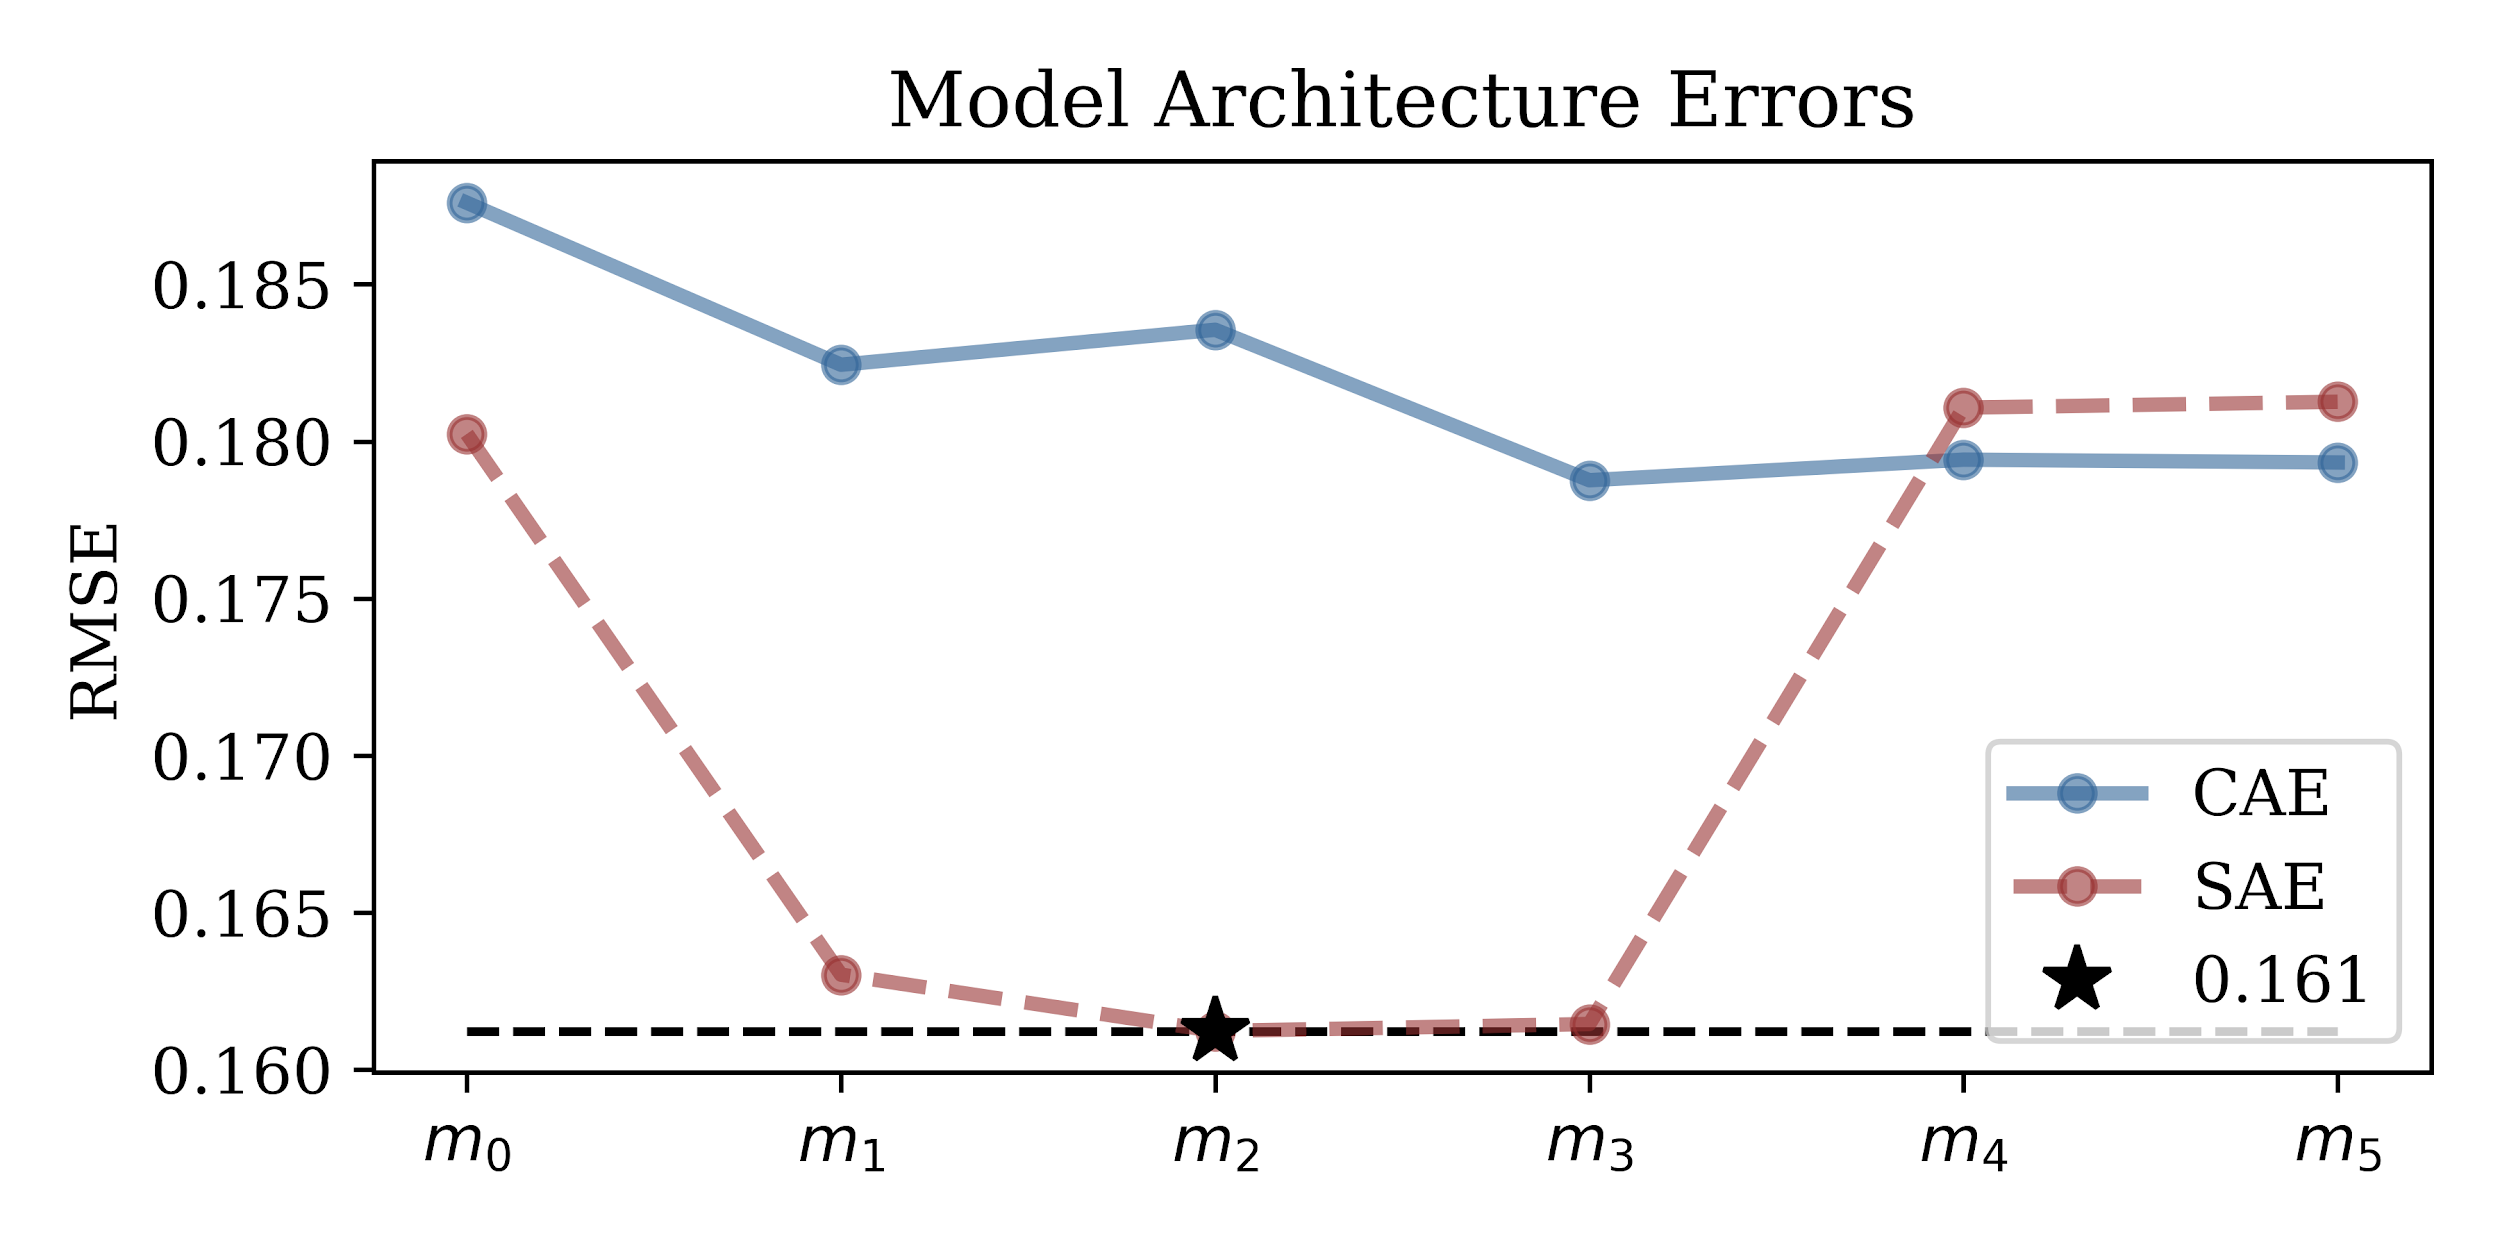 Model Architecture Errors
RMSE
0.185
0.180
0.175
0.170
0.165
0.160
CAE
SAE
0.161
m₀ m₁ m₂ m₃ m₄ m₅